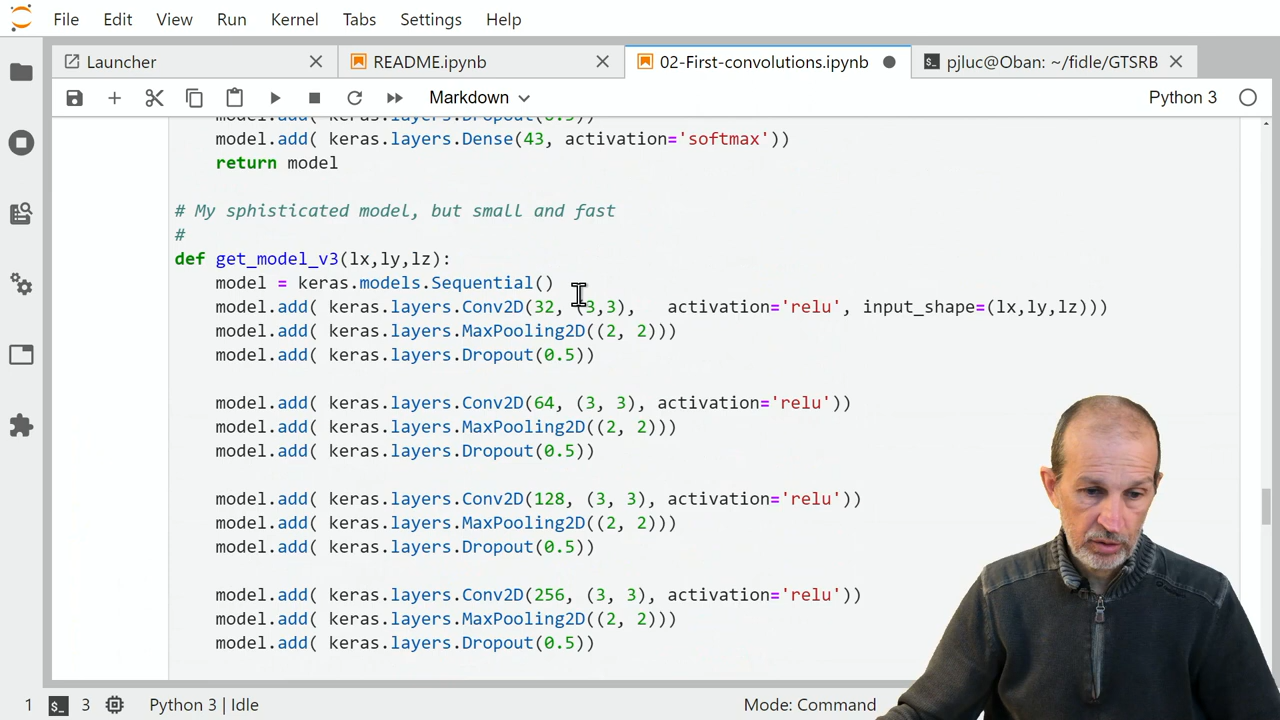 File Edit View Run Kernel Tabs Settings Help
Launcher README.ipynb 02-First-convolutions.ipynb pjluc@Oban: ~/fidle/GTSRB
Markdown Python 3
model.add( keras.layers.Dropout(0.5))
model.add( keras.layers.Dense(43, activation='softmax'))
return model
# My sphisticated model, but small and fast
#
def get_model_v3(lx,ly,lz):
model = keras.models.Sequential()
model.add( keras.layers.Conv2D(32, (3,3), activation='relu', input_shape=(lx,ly,lz)))
model.add( keras.layers.MaxPooling2D((2, 2)))
model.add( keras.layers.Dropout(0.5))
model.add( keras.layers.Conv2D(64, (3, 3), activation='relu'))
model.add( keras.layers.MaxPooling2D((2, 2)))
model.add( keras.layers.Dropout(0.5))
model.add( keras.layers.Conv2D(128, (3, 3), activation='relu'))
model.add( keras.layers.MaxPooling2D((2, 2)))
model.add( keras.layers.Dropout(0.5))
model.add( keras.layers.Conv2D(256, (3, 3), activation='relu'))
model.add( keras.layers.MaxPooling2D((2, 2)))
model.add( keras.layers.Dropout(0.5))
1 3 Python 3 | Idle Mode: Command